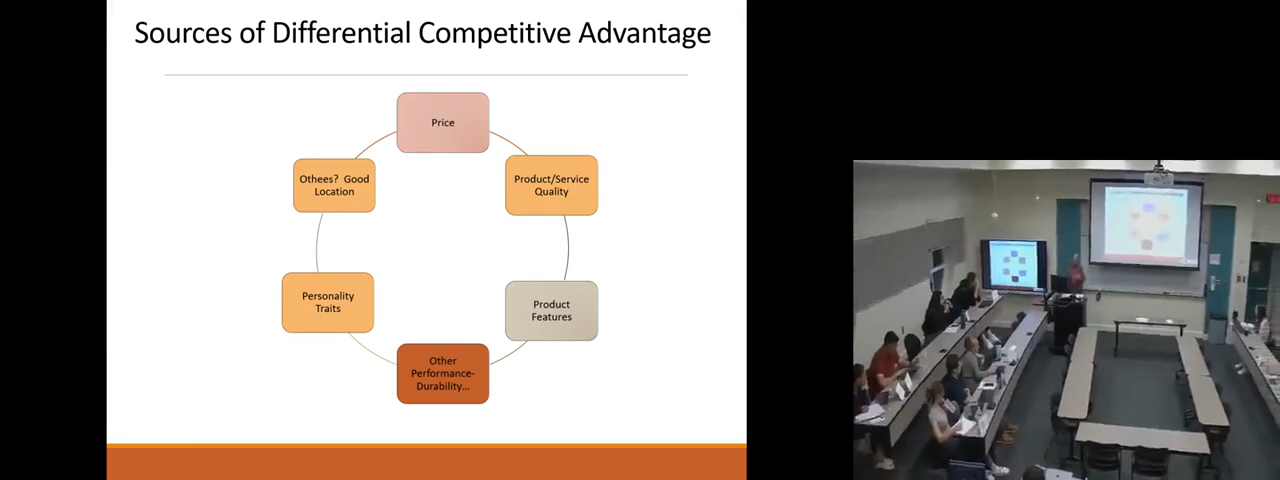 Sources of Differential Competitive Advantage
Price
Product/Service
Quality
Product
Features
Other
Performance-
Durability...
Personality
Traits
Othees?  Good
Location